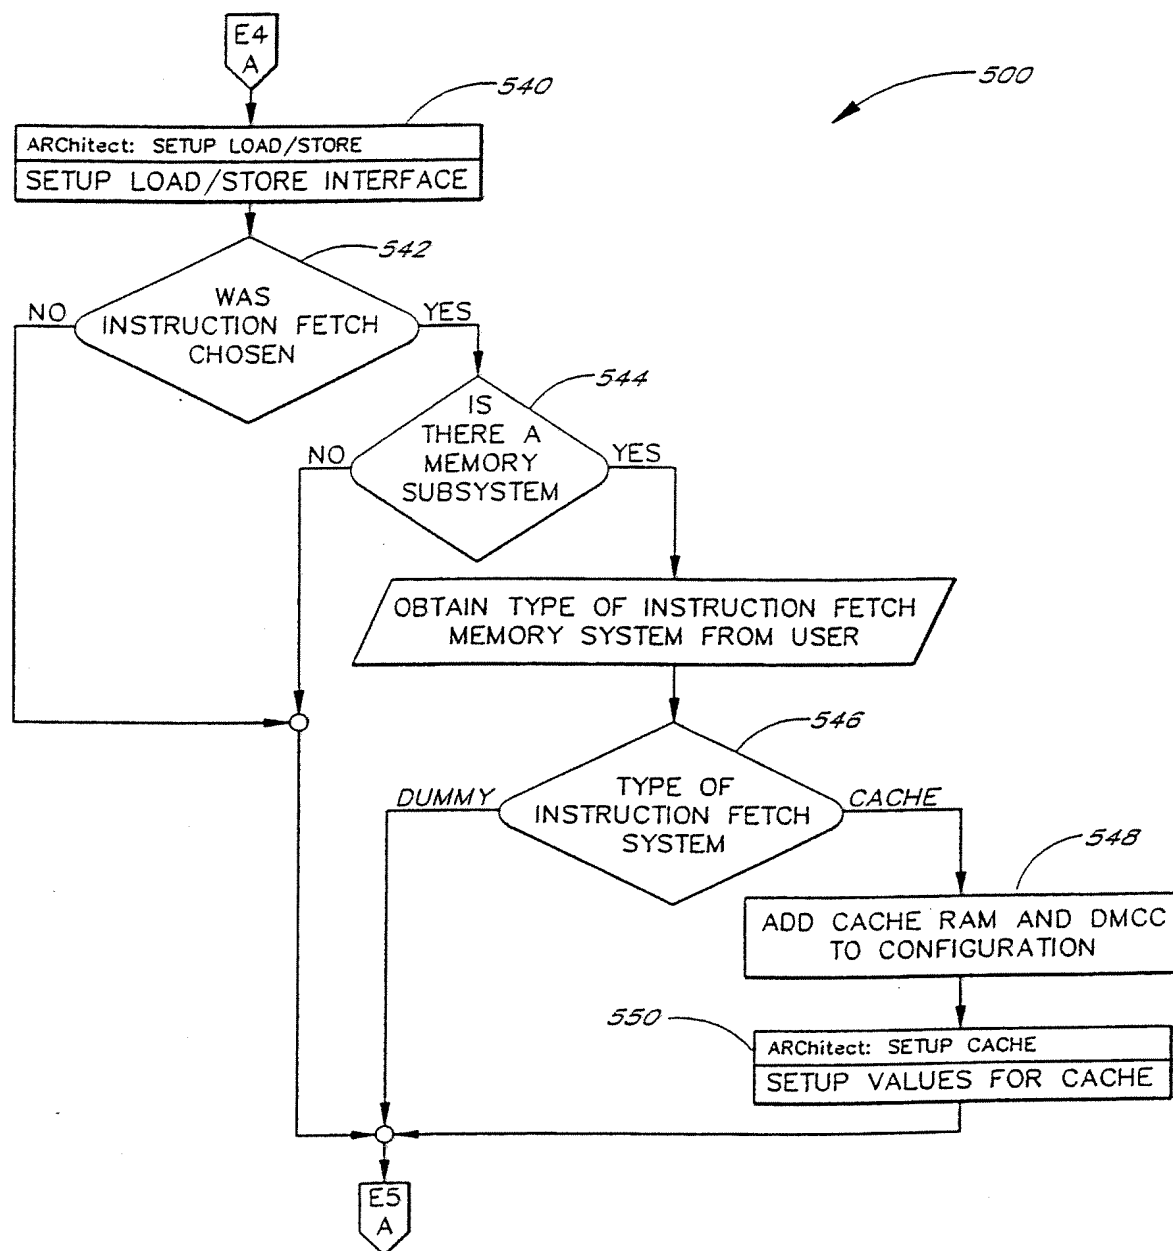 E4
A
500
540
ARChitect: SETUP LOAD/STORE
SETUP LOAD/STORE INTERFACE
542
WAS
INSTRUCTION FETCH
CHOSEN
NO
YES
544
IS
THERE A
MEMORY
SUBSYSTEM
NO
YES
OBTAIN TYPE OF INSTRUCTION FETCH
MEMORY SYSTEM FROM USER
546
TYPE OF
INSTRUCTION FETCH
SYSTEM
DUMMY
CACHE
548
ADD CACHE RAM AND DMCC
TO CONFIGURATION
550
ARChitect: SETUP CACHE
SETUP VALUES FOR CACHE
E5
A